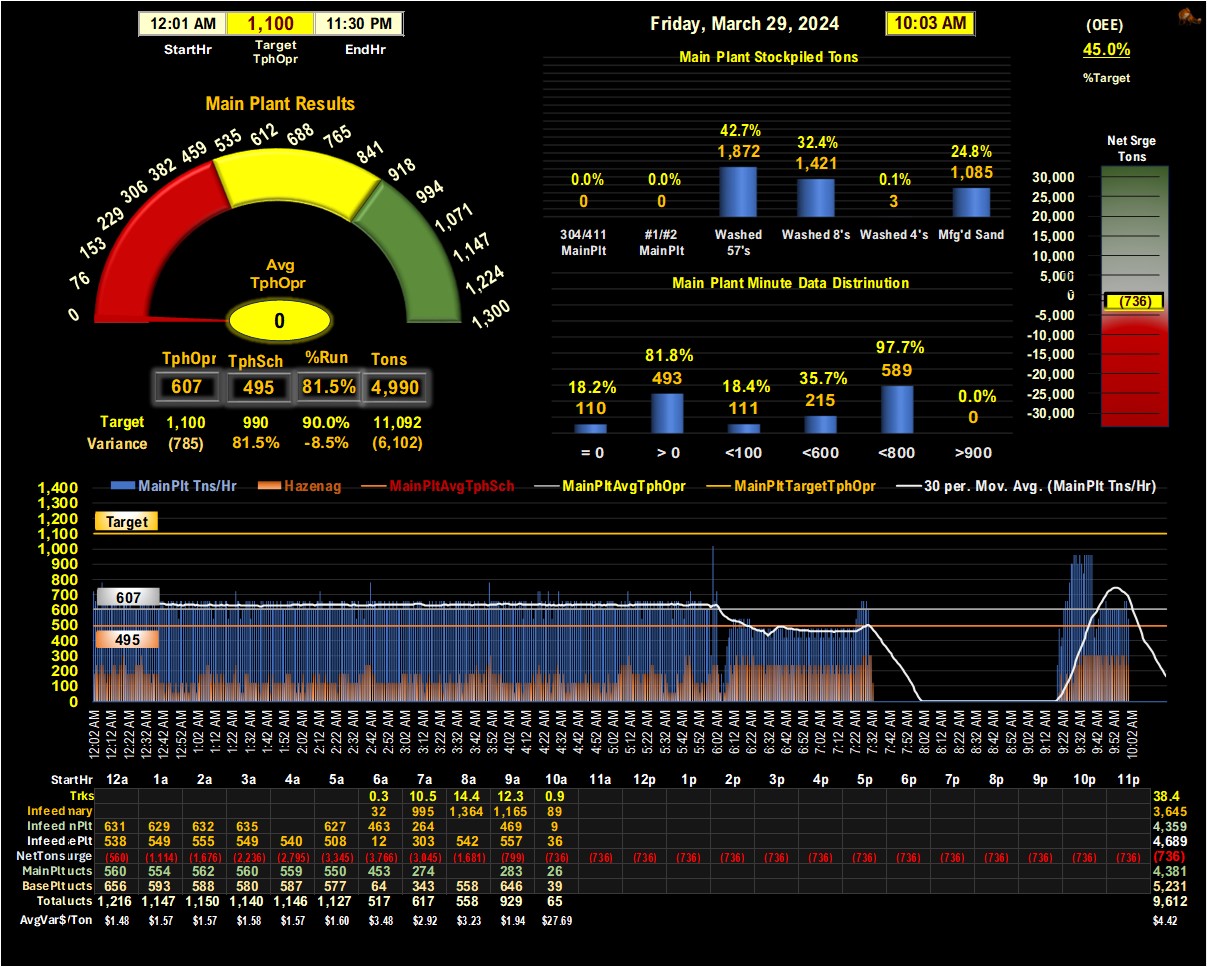 12:01 AM 1,100 11:30 PM
StartHr Target TphOpr EndHr
Friday, March 29, 2024 10:03 AM
(OEE)
45.0%
%Target
Main Plant Results
0 76 153 229 306 382 459 535 612 688 765 841 918 994 1,071 1,147 1,224 1,300
Avg
TphOpr
0
TphOpr TphSch %Run Tons
607 495 81.5% 4,990
Target 1,100 990 90.0% 11,092
Variance (785) 81.5% -8.5% (6,102)
Main Plant Stockpiled Tons
0.0% 0.0% 42.7% 32.4% 0.1% 24.8%
0 0 1,872 1,421 3 1,085
304/411 MainPlt #1/#2 MainPlt Washed 57's Washed 8's Washed 4's Mfg'd Sand
Main Plant Minute Data Distrinution
18.2% 81.8% 18.4% 35.7% 97.7% 0.0%
110 493 111 215 589 0
= 0 > 0 <100 <600 <800 >900
Net Srge
Tons
30,000
25,000
20,000
15,000
10,000
5,000
0
(736)
-5,000
-10,000
-15,000
-20,000
-25,000
-30,000
MainPlt Tns/Hr Hazenag MainPltAvgTphSch MainPltAvgTphOpr MainPltTargetTphOpr 30 per. Mov. Avg. (MainPlt Tns/Hr)
1,400
1,300
1,200
Target
1,100
1,000
900
800
700
607
600
500
495
400
300
200
100
0
12:02 AM 12:12 AM 12:22 AM 12:32 AM 12:42 AM 12:52 AM 1:02 AM 1:12 AM 1:22 AM 1:32 AM 1:42 AM 1:52 AM 2:02 AM 2:12 AM 2:22 AM 2:32 AM 2:42 AM 2:52 AM 3:02 AM 3:12 AM 3:22 AM 3:32 AM 3:42 AM 3:52 AM 4:02 AM 4:12 AM 4:22 AM 4:32 AM 4:42 AM 4:52 AM 5:02 AM 5:12 AM 5:22 AM 5:32 AM 5:42 AM 5:52 AM 6:02 AM 6:12 AM 6:22 AM 6:32 AM 6:42 AM 6:52 AM 7:02 AM 7:12 AM 7:22 AM 7:32 AM 7:42 AM 7:52 AM 8:02 AM 8:12 AM 8:22 AM 8:32 AM 8:42 AM 8:52 AM 9:02 AM 9:12 AM 9:22 AM 9:32 AM 9:42 AM 9:52 AM 10:02 AM
StartHr 12a 1a 2a 3a 4a 5a 6a 7a 8a 9a 10a 11a 12p 1p 2p 3p 4p 5p 6p 7p 8p 9p 10p 11p
Trks 0.3 10.5 14.4 12.3 0.9 38.4
Infeed nary 32 995 1,364 1,165 89 3,645
Infeed nPlt 631 629 632 635 627 463 264 469 9 4,359
Infeed ePlt 538 549 555 549 540 508 12 303 542 557 36 4,689
NetTons urge (560) (1,114) (1,676) (2,236) (2,795) (3,345) (3,766) (3,045) (1,681) (799) (736) (736) (736) (736) (736) (736) (736) (736) (736) (736) (736) (736) (736) (736) (736)
MainPlt ucts 560 554 562 560 559 550 453 274 283 26 4,381
BasePlt ucts 656 593 588 580 587 577 64 343 558 646 39 5,231
Total ucts 1,216 1,147 1,150 1,140 1,146 1,127 517 617 558 929 65 9,612
AvgVar$/Ton $1.48 $1.57 $1.57 $1.58 $1.57 $1.60 $3.48 $2.92 $3.23 $1.94 $27.69 $4.42